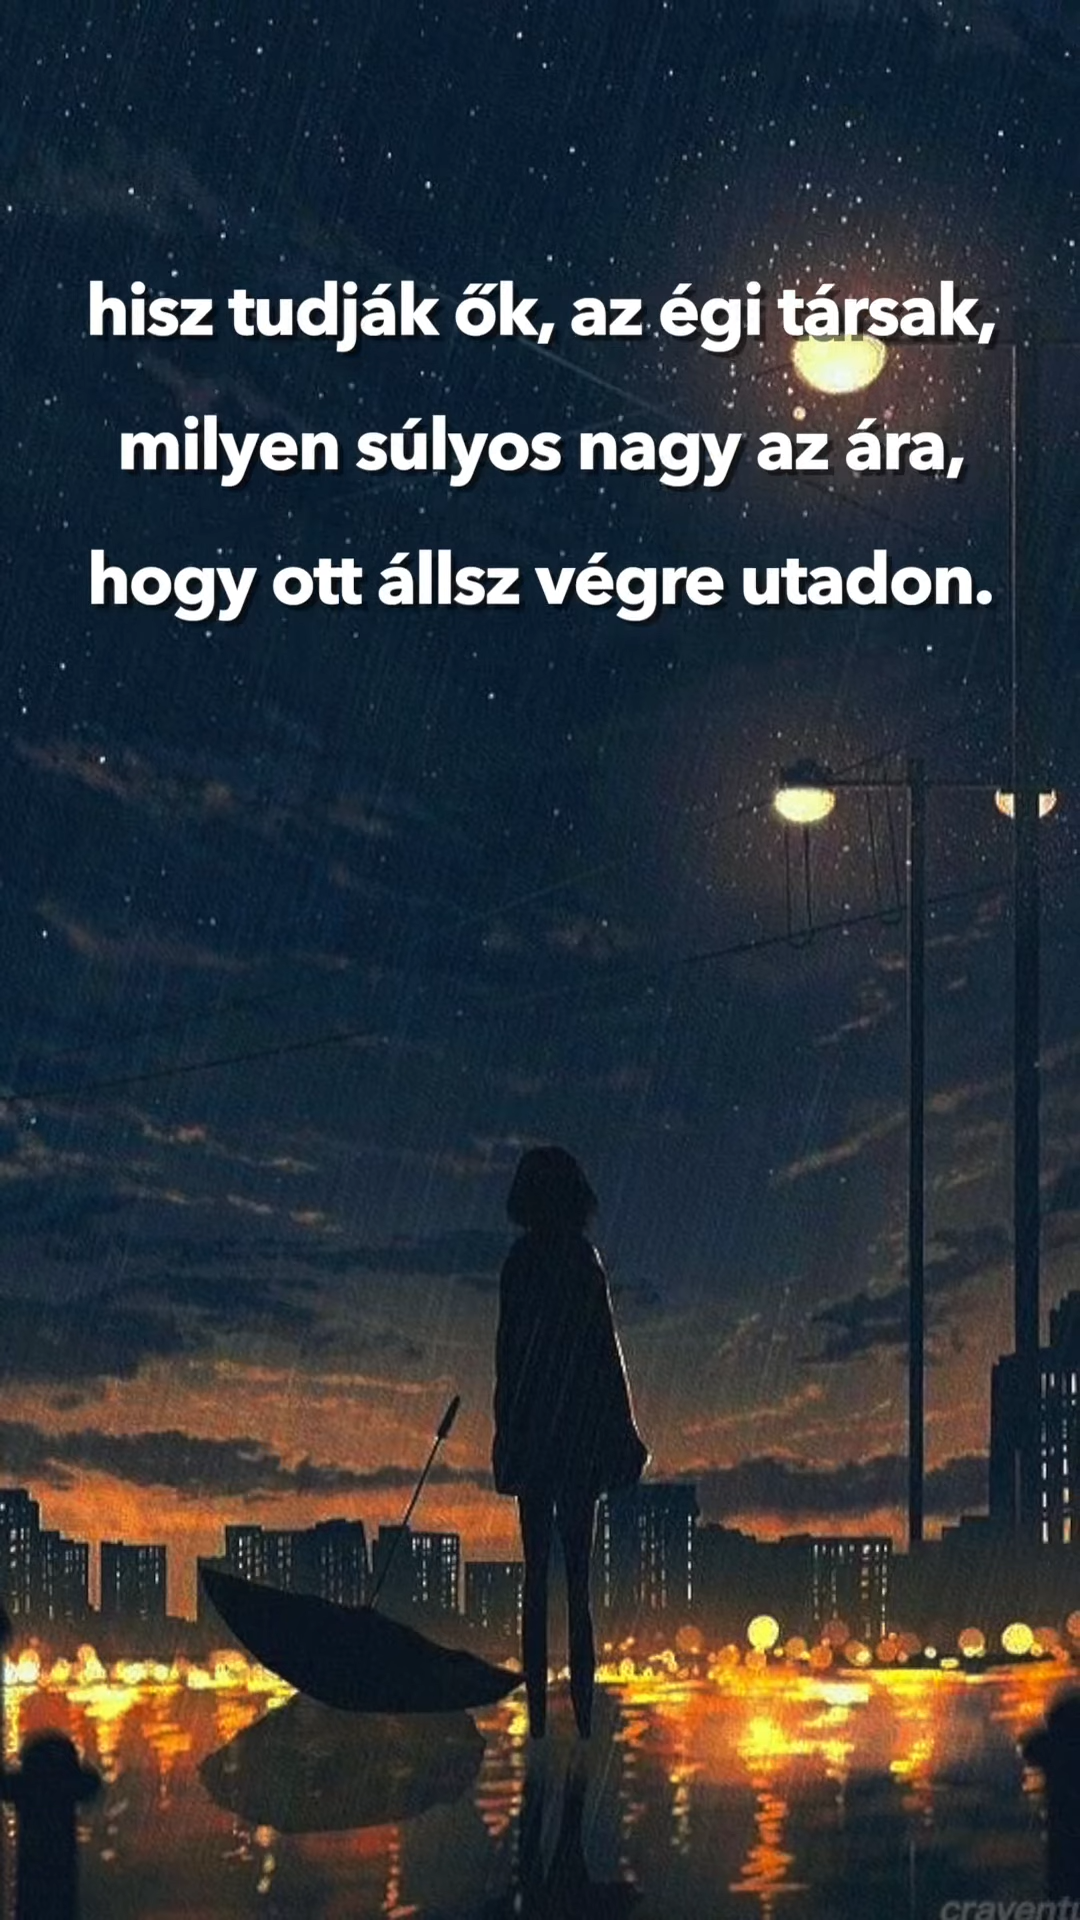 hisz tudják ők, az égi társak,
milyen súlyos nagy az ára,
hogy ott állsz végre utadon.